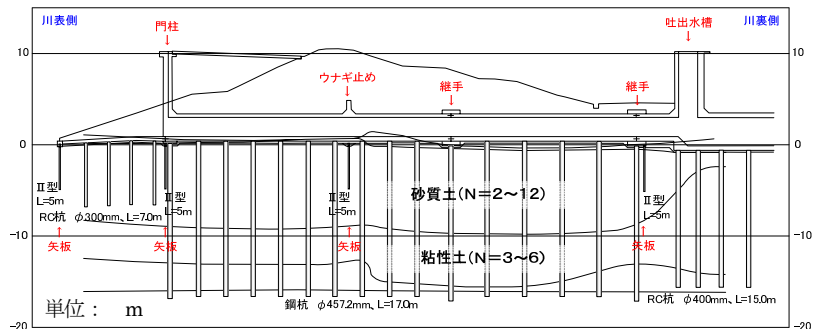 川表側
門柱
吐出水槽
川裏側
10
10
ウナギ止め
継手
継手
0
0
Ⅱ型
L=5m
Ⅱ型
L=5m
Ⅱ型
L=5m
Ⅱ型
L=5m
砂質土(N=2～12)
RC杭 φ300mm、L=7.0m
-10
-10
矢板
矢板
矢板
矢板
粘性土(N=3～6)
単位： m
鋼杭 φ457.2mm、L=17.0m
RC杭 φ400mm、L=15.0m
-20
-20